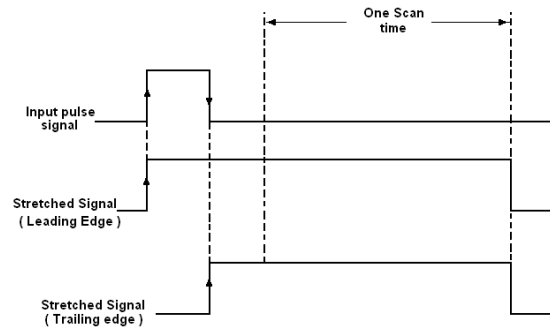 One Scan
time
Input pulse
signal
Stretched Signal
( Leading Edge )
Stretched Signal
( Trailing edge )